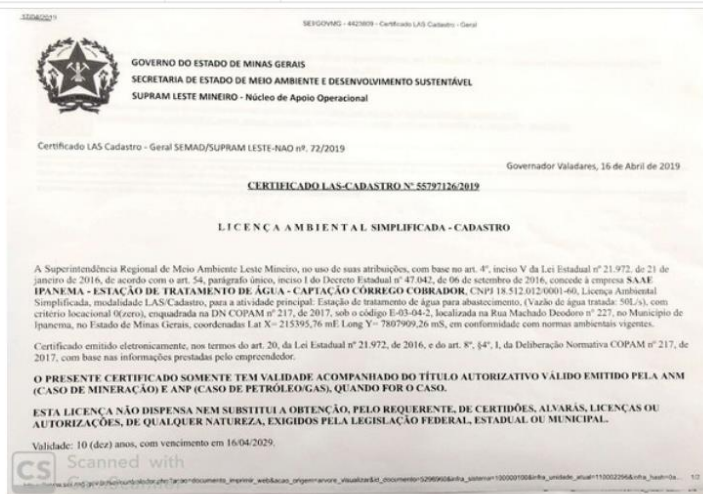 17/04/2019
SEI/GOVMG - 4423809 - Certificado LAS Cadastro - Geral
GOVERNO DO ESTADO DE MINAS GERAIS
SECRETARIA DE ESTADO DE MEIO AMBIENTE E DESENVOLVIMENTO SUSTENTÁVEL
SUPRAM LESTE MINEIRO - Núcleo de Apoio Operacional
Certificado LAS Cadastro - Geral SEMAD/SUPRAM LESTE-NAO nº. 72/2019
Governador Valadares, 16 de Abril de 2019
CERTIFICADO LAS-CADASTRO Nº 55797126/2019
LICENÇA AMBIENTAL SIMPLIFICADA - CADASTRO
A Superintendência Regional de Meio Ambiente Leste Mineiro, no uso de suas atribuições, com base no art. 4º, inciso V da Lei Estadual nº 21.972, de 21 de
janeiro de 2016, de acordo com o art. 54, parágrafo único, inciso I do Decreto Estadual nº 47.042, de 06 de setembro de 2016, concede à empresa SAAE
IPANEMA - ESTAÇÃO DE TRATAMENTO DE ÁGUA - CAPTAÇÃO CÓRREGO COBRADOR, CNPJ 18.512.012/0001-60, Licença Ambiental
Simplificada, modalidade LAS/Cadastro, para a atividade principal: Estação de tratamento de água para abastecimento, (Vazão de água tratada: 50L/s), com
critério locacional 0(zero), enquadrada na DN COPAM nº 217, de 2017, sob o código E-03-04-2, localizada na Rua Machado Deodoro nº 227, no Município de
Ipanema, no Estado de Minas Gerais, coordenadas Lat X= 215395,76 mE Long Y= 7807909,26 mS, em conformidade com normas ambientais vigentes.
Certificado emitido eletronicamente, nos termos do art. 20, da Lei Estadual nº 21.972, de 2016, e do art. 8º, §4º, I, da Deliberação Normativa COPAM nº 217, de
2017, com base nas informações prestadas pelo empreendedor.
O PRESENTE CERTIFICADO SOMENTE TEM VALIDADE ACOMPANHADO DO TÍTULO AUTORIZATIVO VÁLIDO EMITIDO PELA ANM
(CASO DE MINERAÇÃO) E ANP (CASO DE PETRÓLEO/GAS), QUANDO FOR O CASO.
ESTA LICENÇA NÃO DISPENSA NEM SUBSTITUI A OBTENÇÃO, PELO REQUERENTE, DE CERTIDÕES, ALVARÁS, LICENÇAS OU
AUTORIZAÇÕES, DE QUALQUER NATUREZA, EXIGIDOS PELA LEGISLAÇÃO FEDERAL, ESTADUAL OU MUNICIPAL.
Validade: 10 (dez) anos, com vencimento em 16/04/2029.
CS Scanned with
CamScanner
1/2